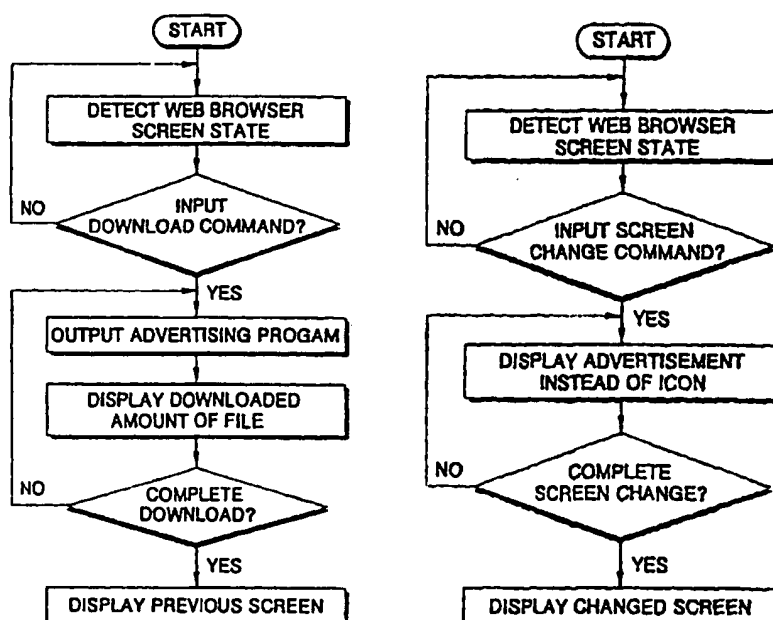 START
DETECT WEB BROWSER
SCREEN STATE
NO
INPUT
DOWNLOAD COMMAND?
YES
OUTPUT ADVERTISING PROGAM
DISPLAY DOWNLOADED
AMOUNT OF FILE
NO
COMPLETE
DOWNLOAD?
YES
DISPLAY PREVIOUS SCREEN
START
DETECT WEB BROWSER
SCREEN STATE
NO
INPUT SCREEN
CHANGE COMMAND?
YES
DISPLAY ADVERTISEMENT
INSTEAD OF ICON
NO
COMPLETE
SCREEN CHANGE?
YES
DISPLAY CHANGED SCREEN